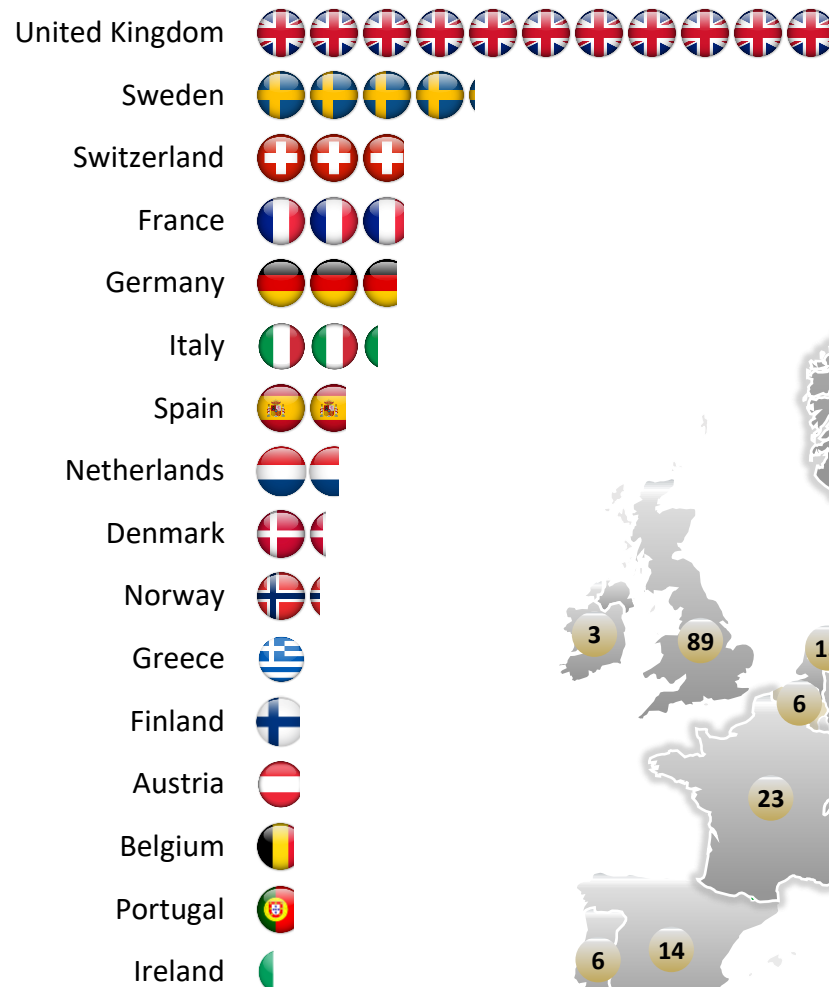 United Kingdom
Sweden
Switzerland
France
Germany
Italy
Spain
Netherlands
Denmark
Norway
3
89
1
Greece
6
Finland
Austria
23
Belgium
Portugal
14
6
Ireland